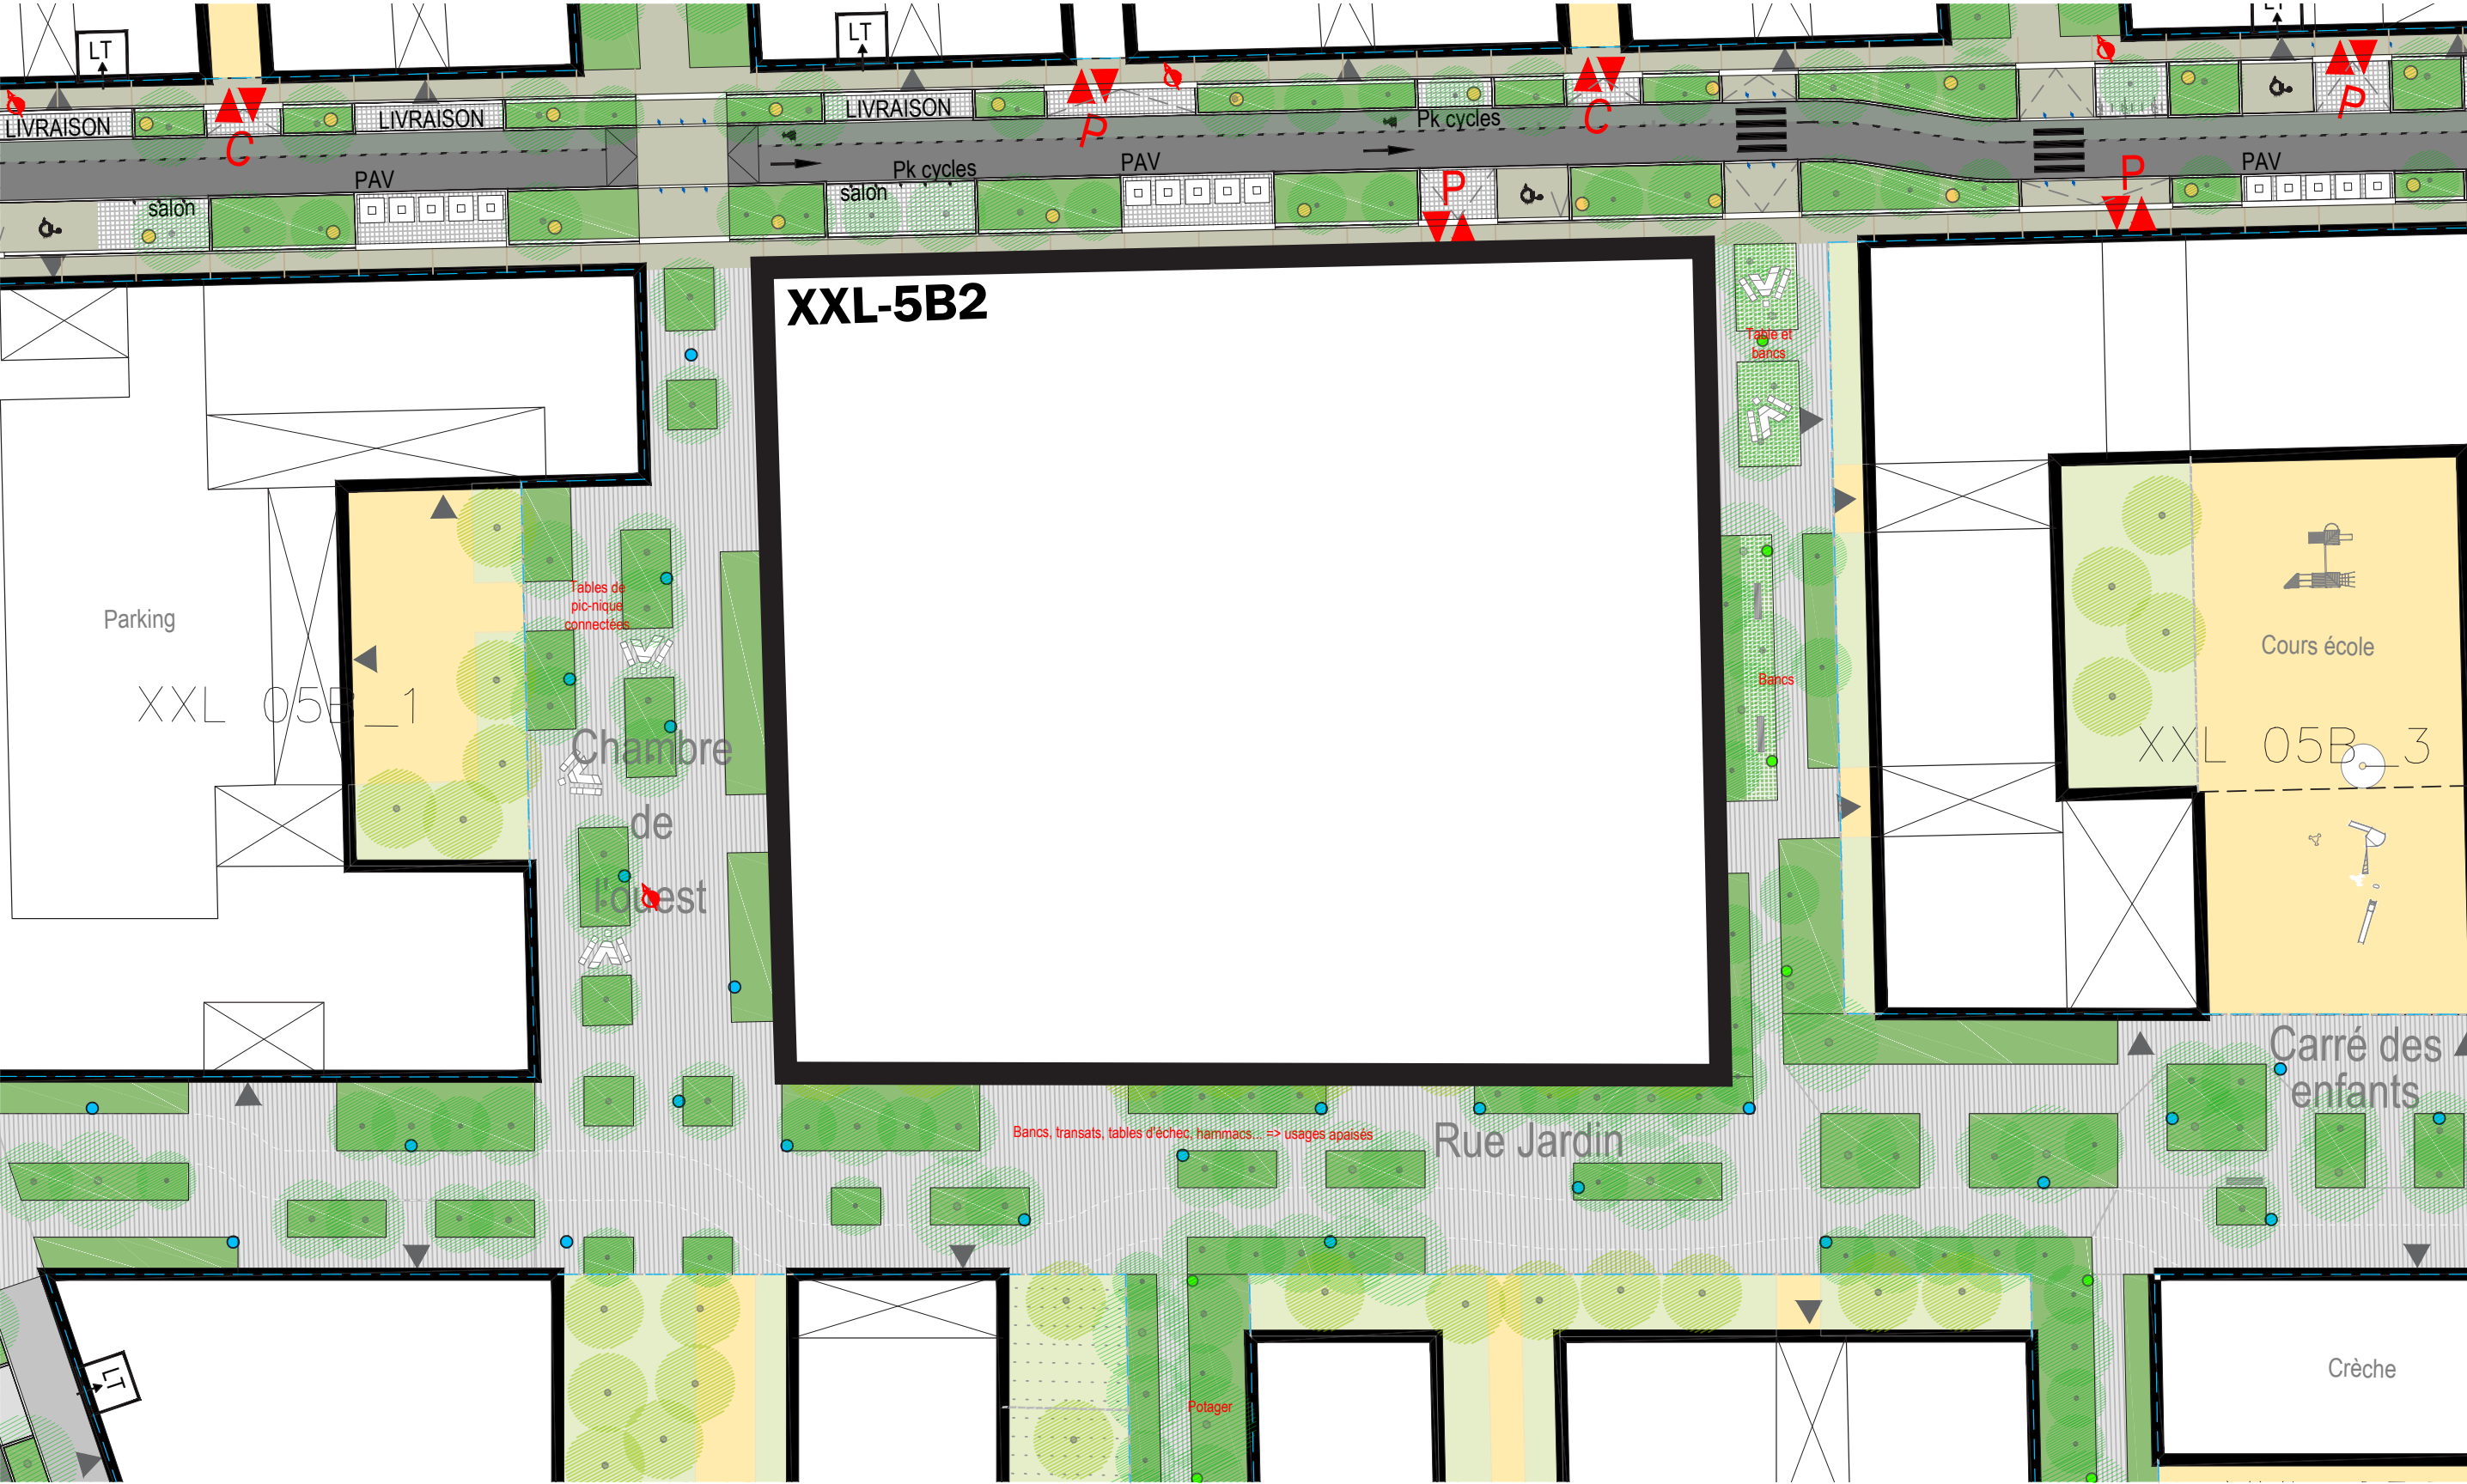 LT
LT
LT
LIVRAISON
C
LIVRAISON
LIVRAISON
P
Pk cycles
C
P
PAV
salon
Pk cycles
salon
PAV
P
P
PAV
XXL-5B2
Table et
bancs
Parking
XXL 05B_1
Tables de
pic-nique
connectées
Chambre
de
l'ouest
Bancs
Cours école
XXL 05B_3
Carré des
enfants
Bancs, transats, tables d'échec, hammacs... => usages apaisés
Rue Jardin
LT
Potager
Crèche